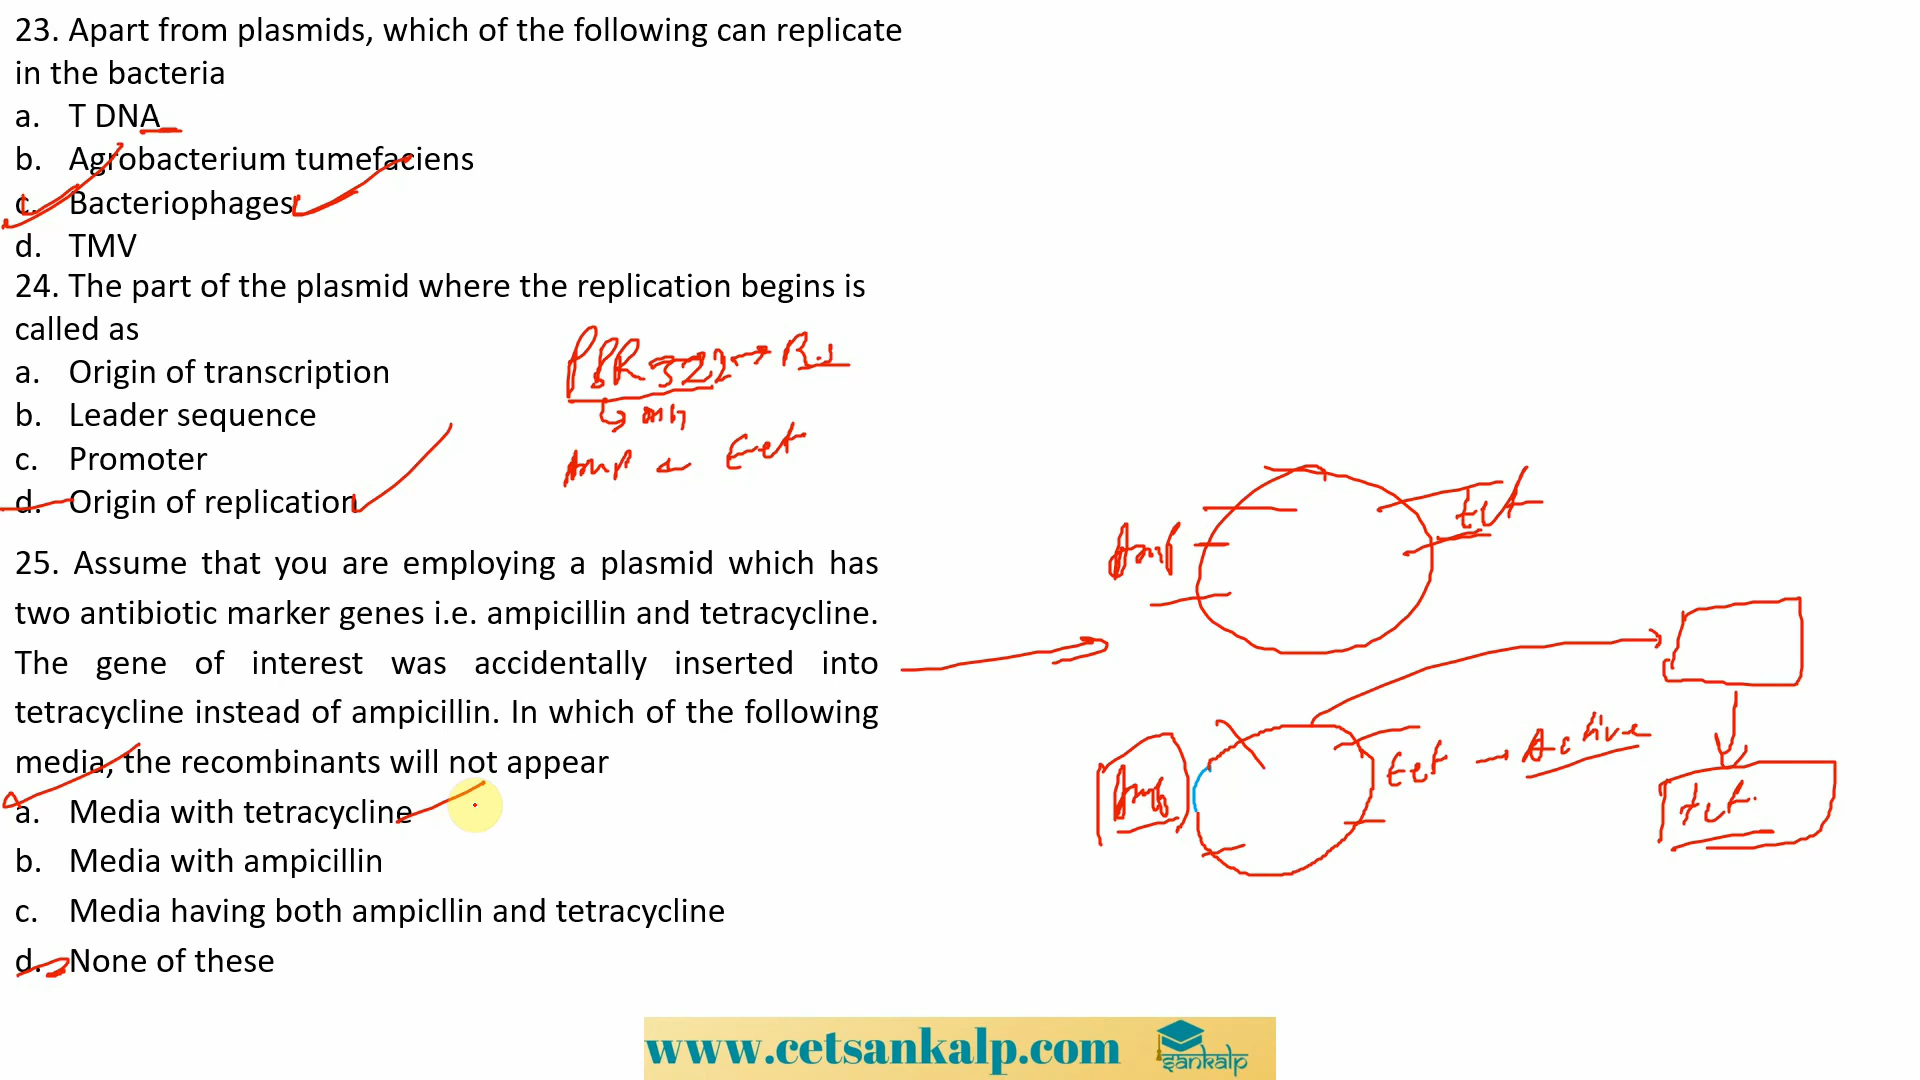 23. Apart from plasmids, which of the following can replicate
in the bacteria
a. T DNA
b. Agrobacterium tumefaciens
c. Bacteriophages
d. TMV
24. The part of the plasmid where the replication begins is
called as
a. Origin of transcription
b. Leader sequence
c. Promoter
d. Origin of replication
25. Assume that you are employing a plasmid which has
two antibiotic marker genes i.e. ampicillin and tetracycline.
The gene of interest was accidentally inserted into
tetracycline instead of ampicillin. In which of the following
media, the recombinants will not appear
a. Media with tetracycline
b. Media with ampicillin
c. Media having both ampicllin and tetracycline
d. None of these
PBR322
Amp
Amp
Active
www.cetsankalp.com
sankalp